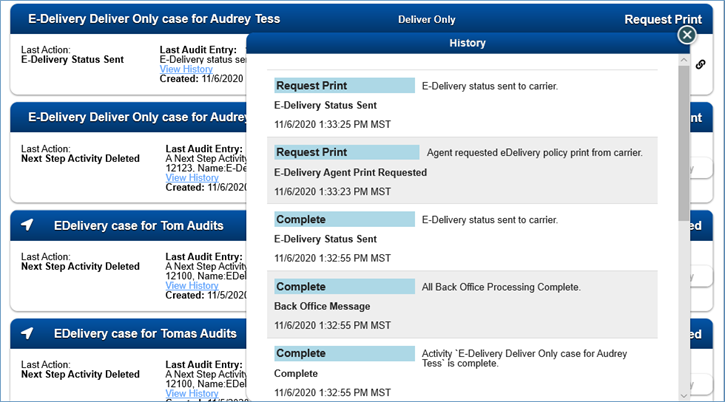 E-Delivery Deliver Only case for Audrey Tess
Deliver Only
Request Print
Last Action:
E-Delivery Status Sent
Last Audit Entry:
E-Delivery status se
View History
Created: 11/6/2020
E-Delivery Deliver Only case for Audrey
nt
Last Action:
Next Step Activity Deleted
Last Audit Entry:
A Next Step Activity
12123. Name:E-De
View History
Created: 11/6/2020
y
EDelivery case for Tom Audits
ed
Last Action:
Next Step Activity Deleted
Last Audit Entry:
A Next Step Activity
12100, Name:EDel
View History
Created: 11/5/2020
y
EDelivery case for Tomas Audits
ed
Last Action:
Next Step Activity Deleted
Last Audit Entry:
A Next Step Activity
12100, Name:EDel
View History
Created: 11/5/2020
y
History
Request Print
E-Delivery status sent to carrier.
E-Delivery Status Sent
11/6/2020 1:33:25 PM MST
Request Print
Agent requested eDelivery policy print from carrier.
E-Delivery Agent Print Requested
11/6/2020 1:33:23 PM MST
Complete
E-Delivery status sent to carrier.
E-Delivery Status Sent
11/6/2020 1:32:55 PM MST
Complete
All Back Office Processing Complete.
Back Office Message
11/6/2020 1:32:55 PM MST
Complete
Activity `E-Delivery Deliver Only case for Audrey
Tess` is complete.
Complete
11/6/2020 1:32:55 PM MST